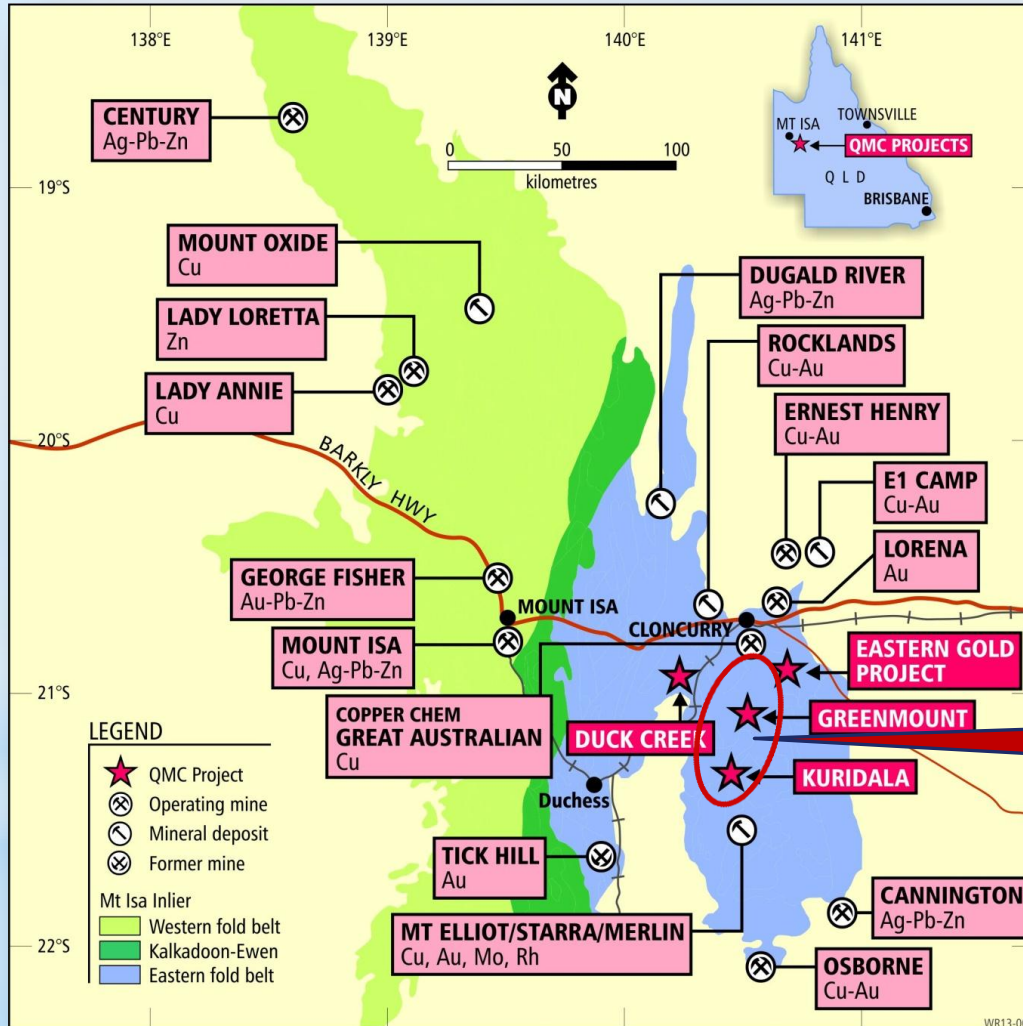 138°E
139°E
140°E
141°E
CENTURY
Ag-Pb-Zn
N
0 50 100
kilometres
TOWNSVILLE
MT ISA
QMC PROJECTS
QLD
BRISBANE
19°S
MOUNT OXIDE
Cu
LADY LORETTA
Zn
LADY ANNIE
Cu
DUGALD RIVER
Ag-Pb-Zn
ROCKLANDS
Cu-Au
ERNEST HENRY
Cu-Au
E1 CAMP
Cu-Au
LORENA
Au
20°S
BARKLY HWY
GEORGE FISHER
Au-Pb-Zn
MOUNT ISA
MOUNT ISA
Cu, Ag-Pb-Zn
CLONCURRY
EASTERN GOLD
PROJECT
21°S
COPPER CHEM
GREAT AUSTRALIAN
Cu
DUCK CREEK
GREENMOUNT
KURIDALA
Duchess
TICK HILL
Au
MT ELLIOT/STARRA/MERLIN
Cu, Au, Mo, Rh
CANNINGTON
Ag-Pb-Zn
OSBORNE
Cu-Au
22°S
LEGEND
QMC Project
Operating mine
Mineral deposit
Former mine
Mt Isa Inlier
Western fold belt
Kalkadoon-Ewen
Eastern fold belt